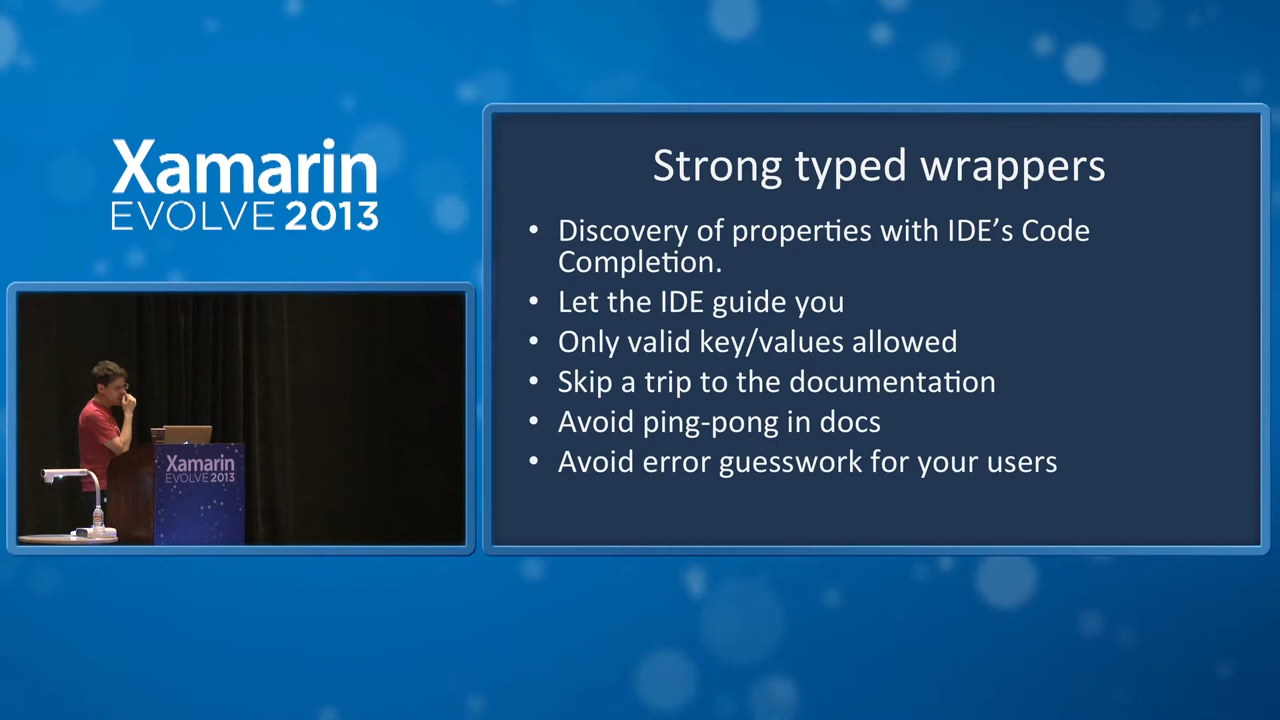 Xamarin
EVOLVE 2013
Strong typed wrappers
• Discovery of properties with IDE’s Code
Completion.
• Let the IDE guide you
• Only valid key/values allowed
• Skip a trip to the documentation
• Avoid ping-pong in docs
• Avoid error guesswork for your users
Xamarin
EVOLVE 2013